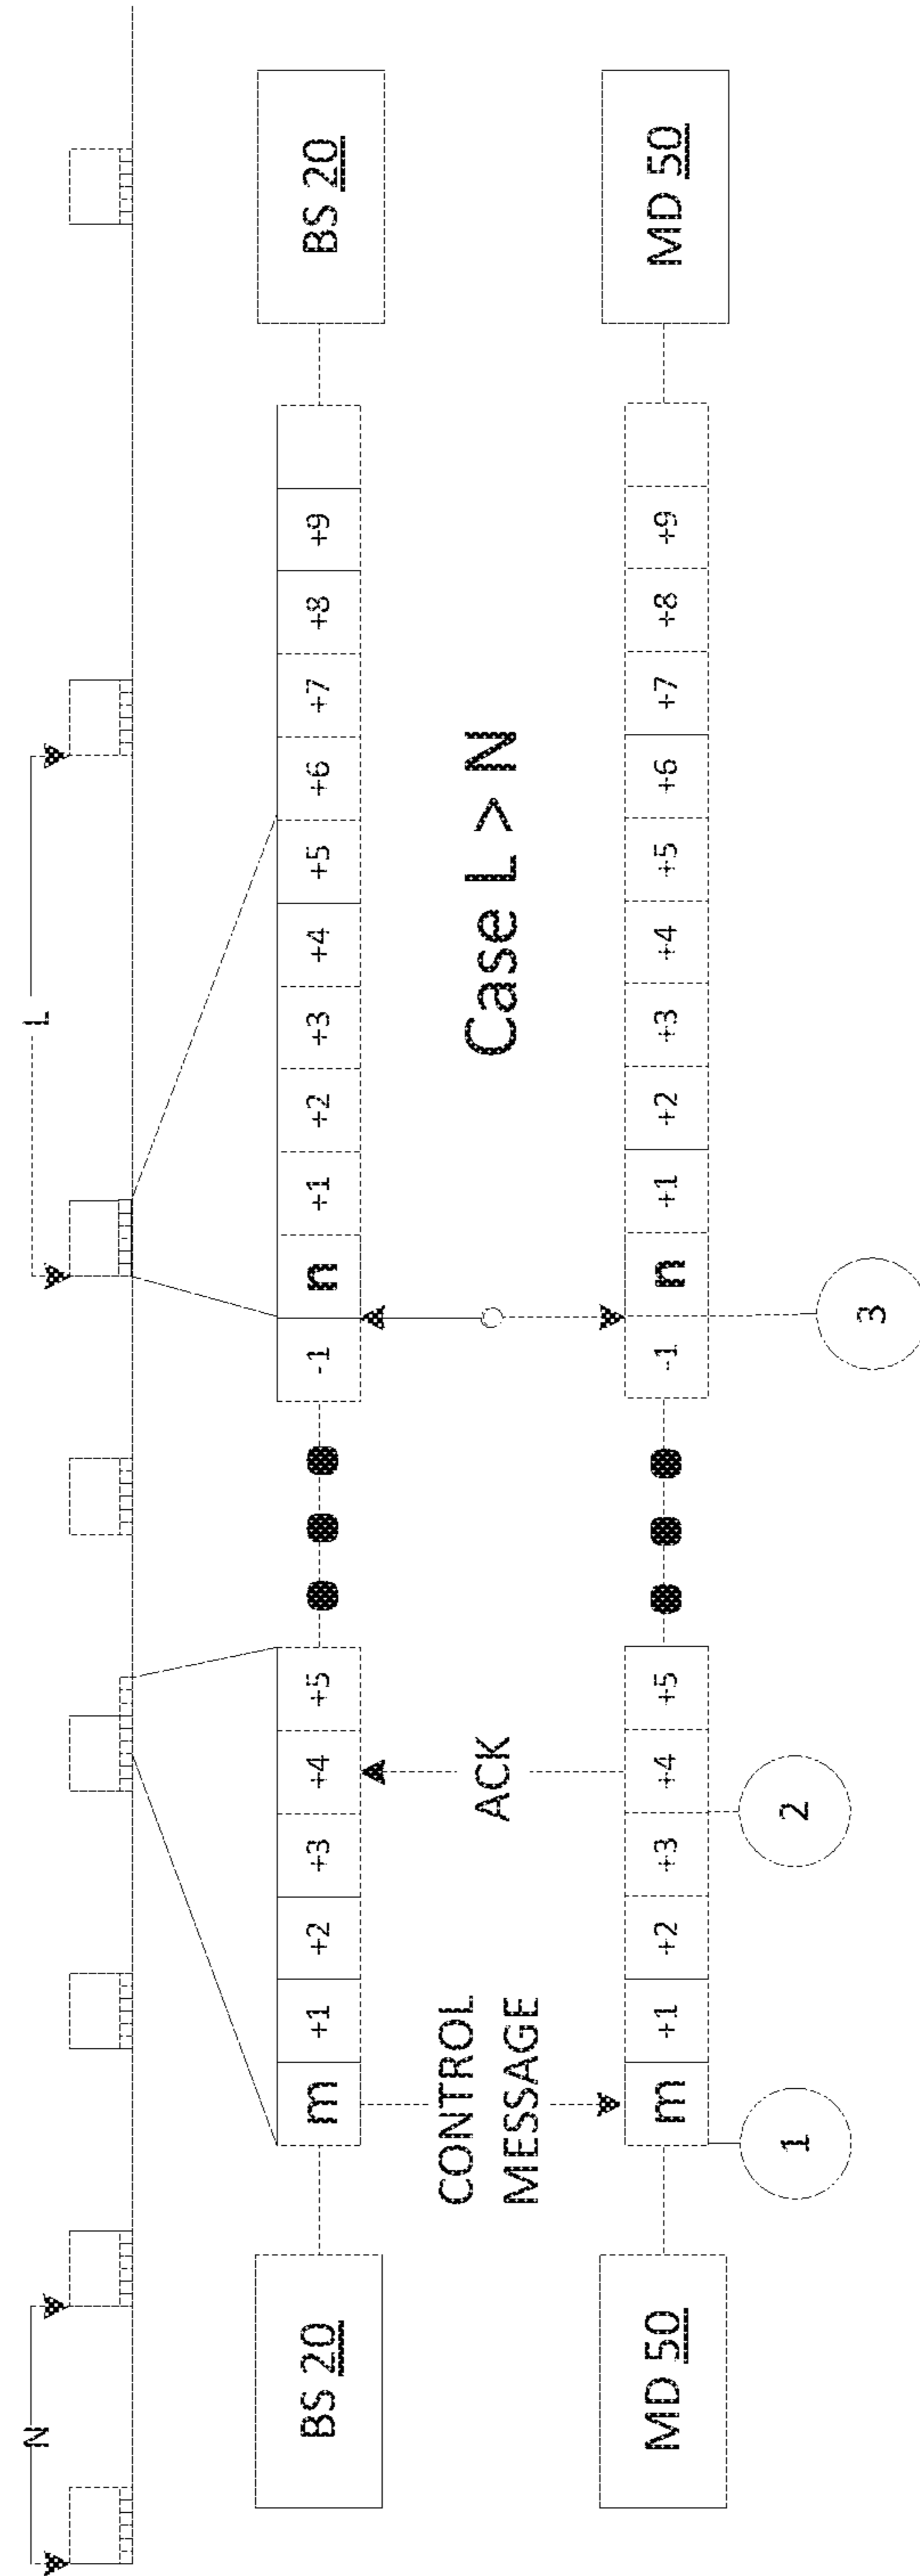 N
L
BS 20
m
+1
+2
+3
+4
+5
-1
n
+1
+2
+3
+4
+5
+6
+7
+8
+9
BS 20
CONTROL
MESSAGE
ACK
Case L > N
MD 50
m
+1
+2
+3
+4
+5
-1
n
+1
+2
+3
+4
+5
+6
+7
+8
+9
MD 50
1
2
3